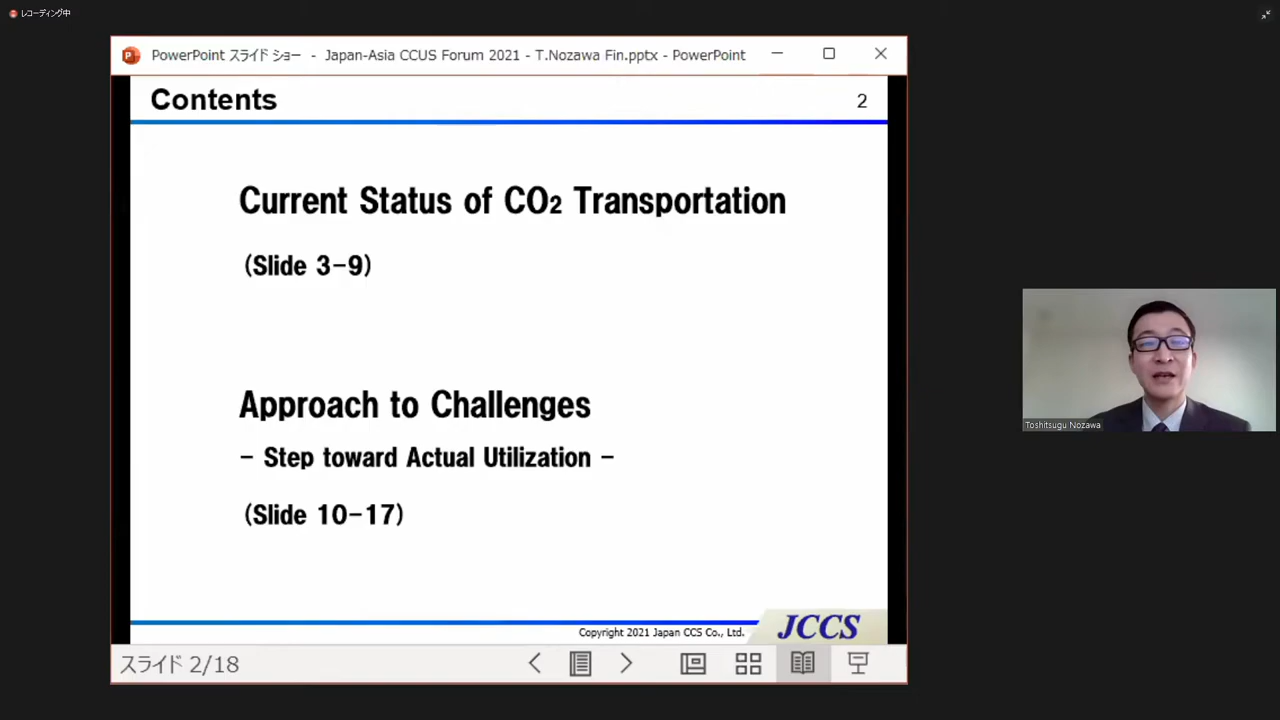 レコーディング中
PowerPoint スライド ショー - Japan-Asia CCUS Forum 2021 - T.Nozawa Fin.pptx - PowerPoint
Contents
2
Current Status of CO₂ Transportation
(Slide 3-9)
Approach to Challenges
- Step toward Actual Utilization -
(Slide 10-17)
Copyright 2021 Japan CCS Co., Ltd.
JCCS
スライド 2/18
Toshitsugu Nozawa